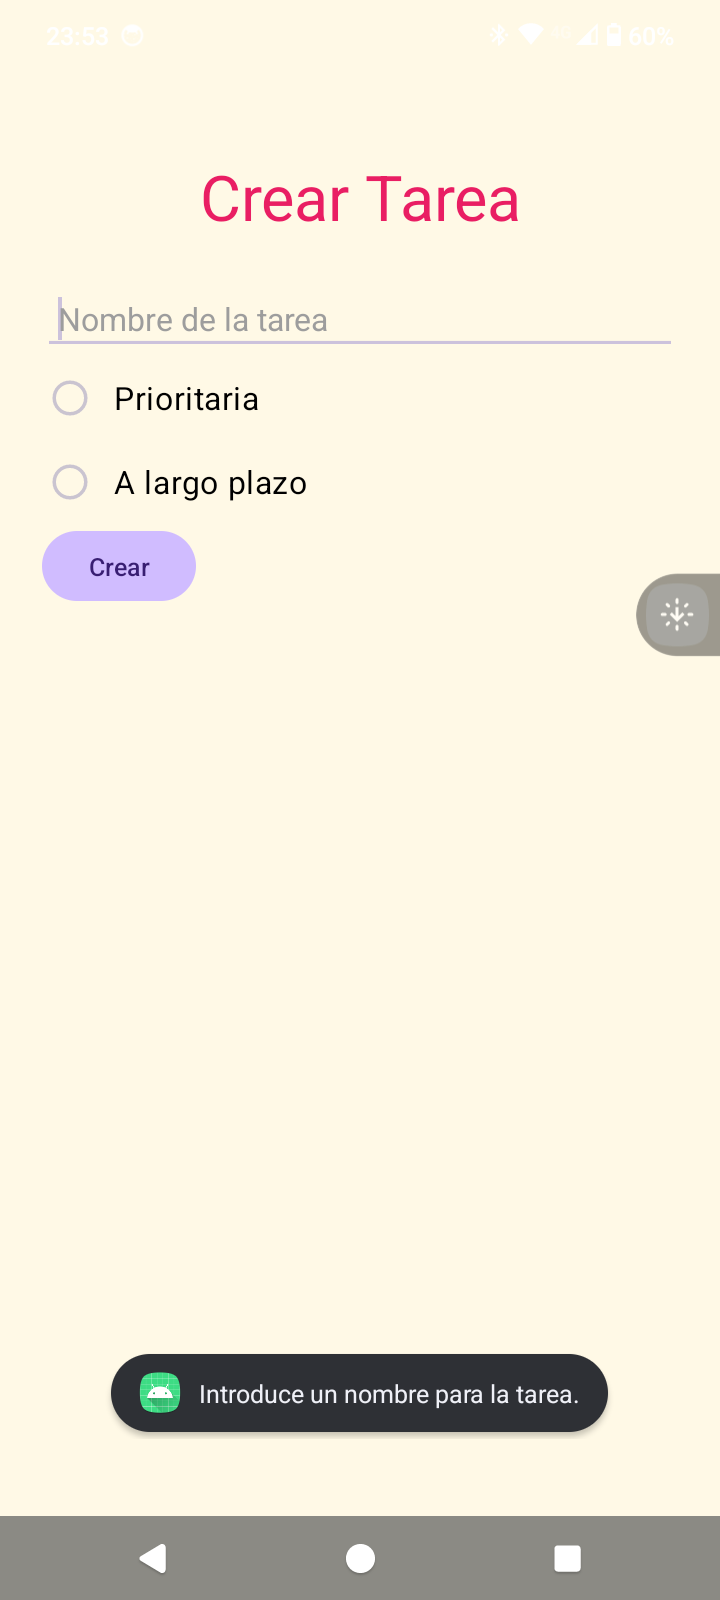 23:53 60%
Crear Tarea
Nombre de la tarea
Prioritaria
A largo plazo
Crear
Introduce un nombre para la tarea.